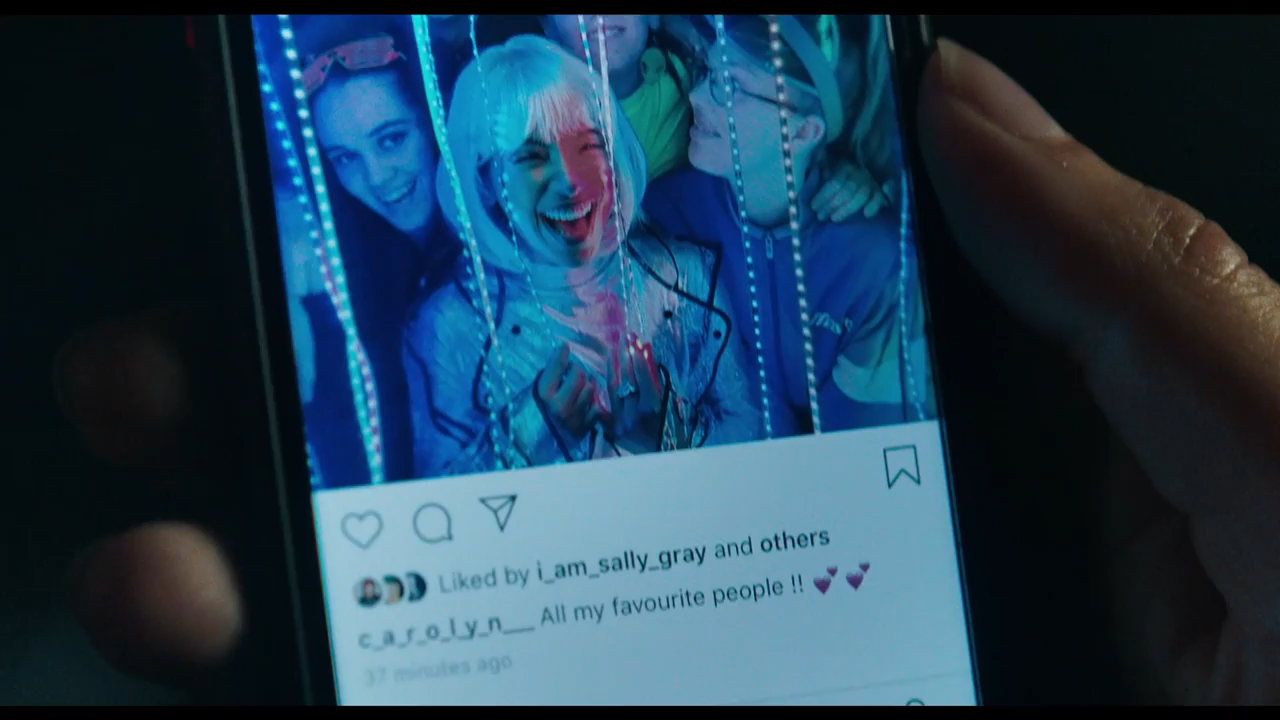 Liked by i_am_sally_gray and others
c_a_r_o_l_y_n___ All my favourite people !! 💕 💕
37 minutes ago